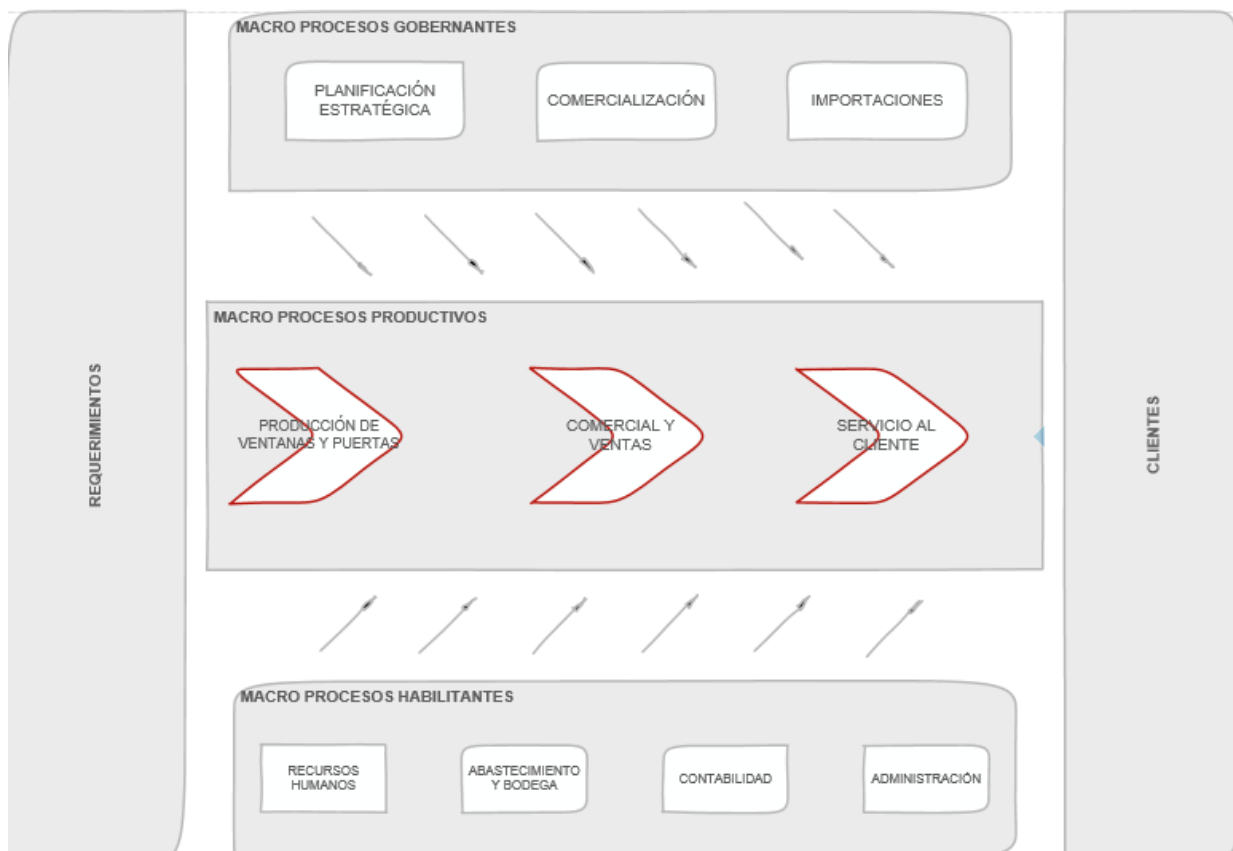 MACRO PROCESOS GOBERNANTES
PLANIFICACIÓN
ESTRATÉGICA
COMERCIALIZACIÓN
IMPORTACIONES
REQUERIMIENTOS
MACRO PROCESOS PRODUCTIVOS
PRODUCCIÓN DE
VENTANAS Y PUERTAS
COMERCIAL Y
VENTAS
SERVICIO AL
CLIENTE
CLIENTES
MACRO PROCESOS HABILITANTES
RECURSOS
HUMANOS
ABASTECIMIENTO
Y BODEGA
CONTABILIDAD
ADMINISTRACIÓN